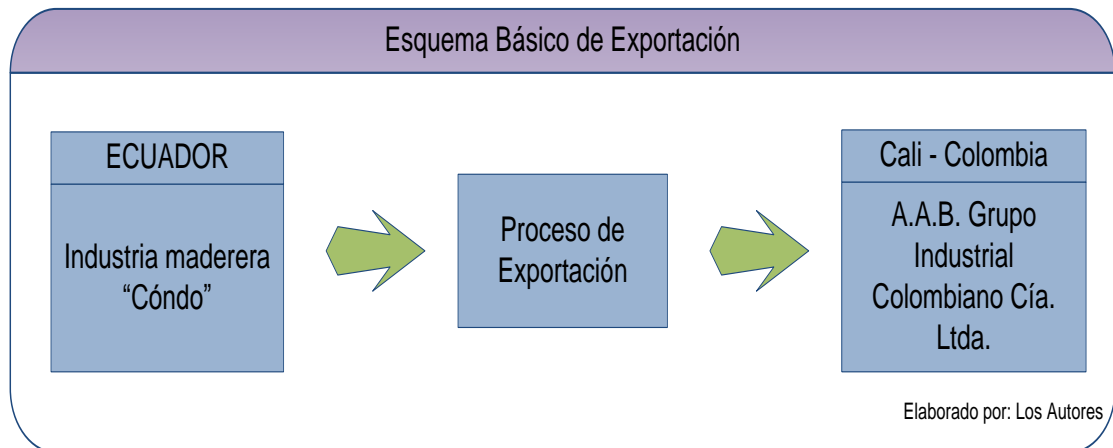 Esquema Básico de Exportación
ECUADOR
Industria maderera
“Cóndo”
Proceso de
Exportación
Cali - Colombia
A.A.B. Grupo
Industrial
Colombiano Cía.
Ltda.
Elaborado por: Los Autores